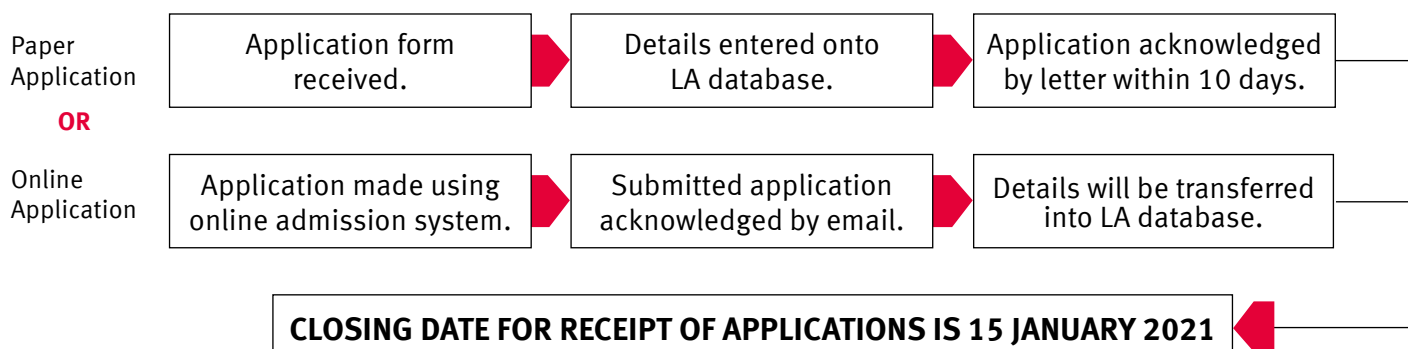 Paper
Application
Application form
received.
Details entered onto
LA database.
Application acknowledged
by letter within 10 days.
OR
Online
Application
Application made using
online admission system.
Submitted application
acknowledged by email.
Details will be transferred
into LA database.
CLOSING DATE FOR RECEIPT OF APPLICATIONS IS 15 JANUARY 2021